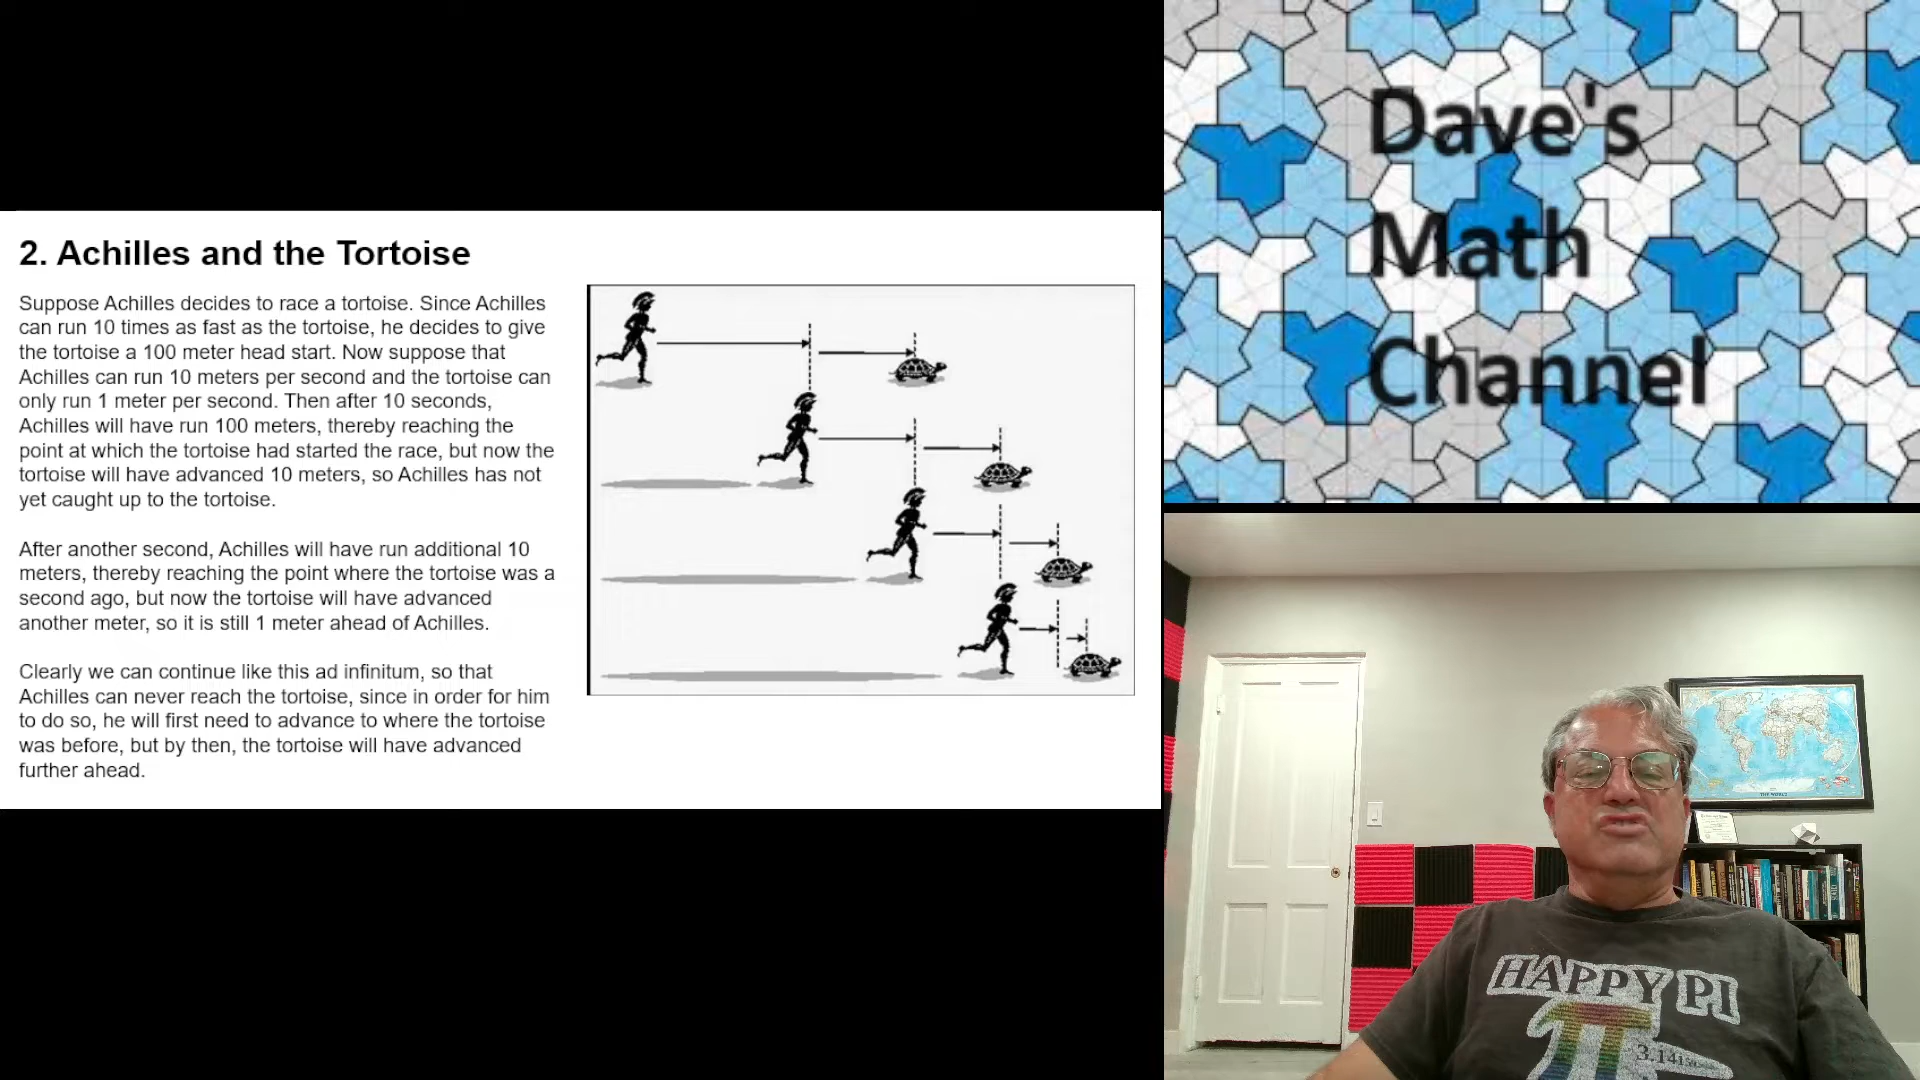 2. Achilles and the Tortoise
Suppose Achilles decides to race a tortoise. Since Achilles
can run 10 times as fast as the tortoise, he decides to give
the tortoise a 100 meter head start. Now suppose that
Achilles can run 10 meters per second and the tortoise can
only run 1 meter per second. Then after 10 seconds,
Achilles will have run 100 meters, thereby reaching the
point at which the tortoise had started the race, but now the
tortoise will have advanced 10 meters, so Achilles has not
yet caught up to the tortoise.
After another second, Achilles will have run additional 10
meters, thereby reaching the point where the tortoise was a
second ago, but now the tortoise will have advanced
another meter, so it is still 1 meter ahead of Achilles.
Clearly we can continue like this ad infinitum, so that
Achilles can never reach the tortoise, since in order for him
to do so, he will first need to advance to where the tortoise
was before, but by then, the tortoise will have advanced
further ahead.
Dave's
Math
Channel
THE WORLD
HAPPY PI